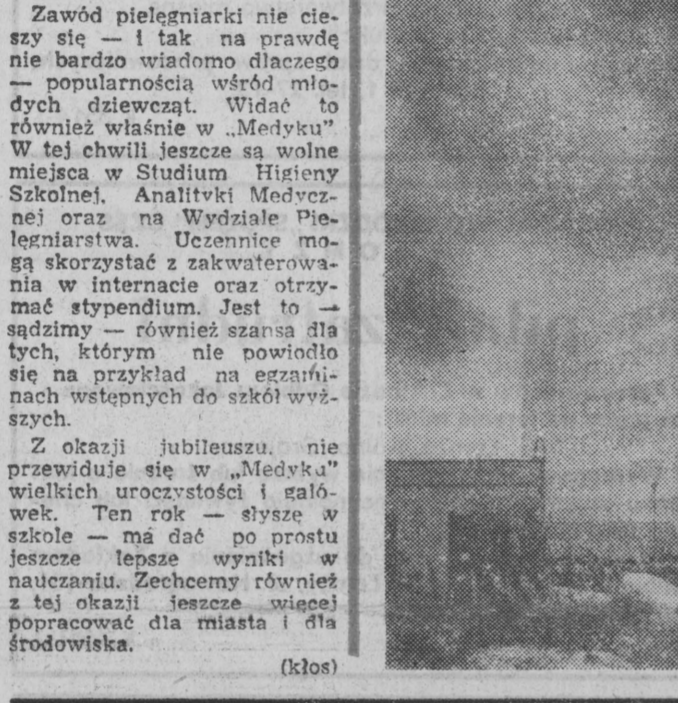 Zawód pielęgniarki nie cie-
szy się — i tak na prawdę
nie bardzo wiadomo dlaczego
— popularnością wśród mło-
dych dziewcząt. Widać to
również właśnie w „Medyku”
W tej chwili jeszcze są wolne
miejsca w Studium Higieny
Szkolnej, Analityki Medycz-
nej oraz na Wydziale Pie-
lęgniarstwa. Uczennice mo-
gą skorzystać z zakwaterowa-
nia w internacie oraz otrzy-
mać stypendium. Jest to —
sądzimy — również szansa dla
tych, którym nie powiodło
się na przykład na egzami-
nach wstępnych do szkół wyż-
szych.
Z okazji jubileuszu, nie
przewiduje się w „Medyku”
wielkich uroczystości i galó-
wek. Ten rok — słyszę w
szkole — ma dać po prostu
jeszcze lepsze wyniki w
nauczaniu. Zechcemy również
z tej okazji jeszcze więcej
popracować dla miasta i dla
środowiska.
(kłos)